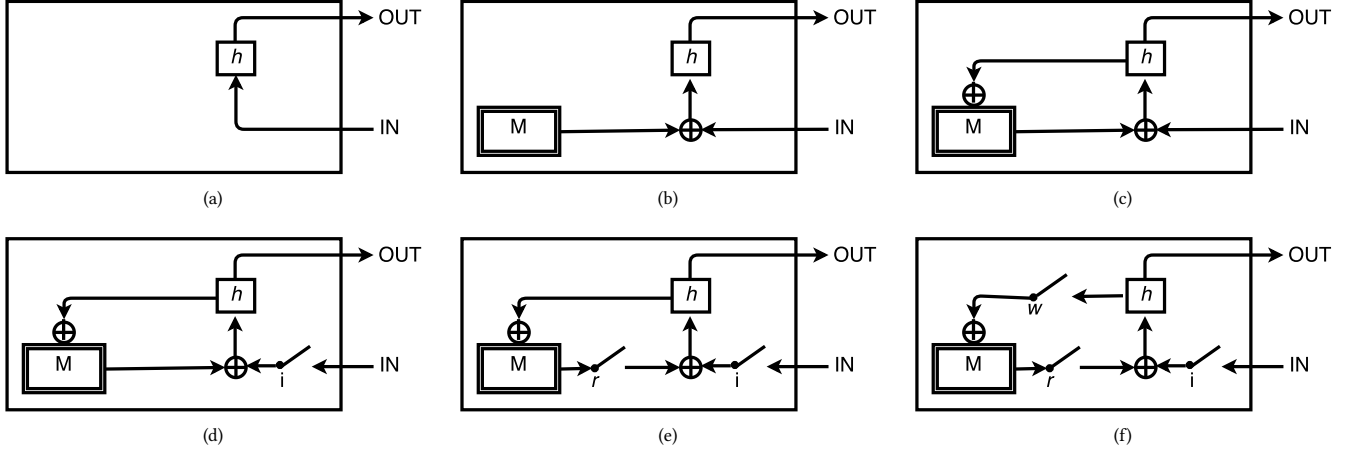 OUT OUT OUT
h h h
M M
IN IN IN
(a) (b) (c)
OUT OUT OUT
h h h
w
M M M
IN IN IN
i r i r i
(d) (e) (f)